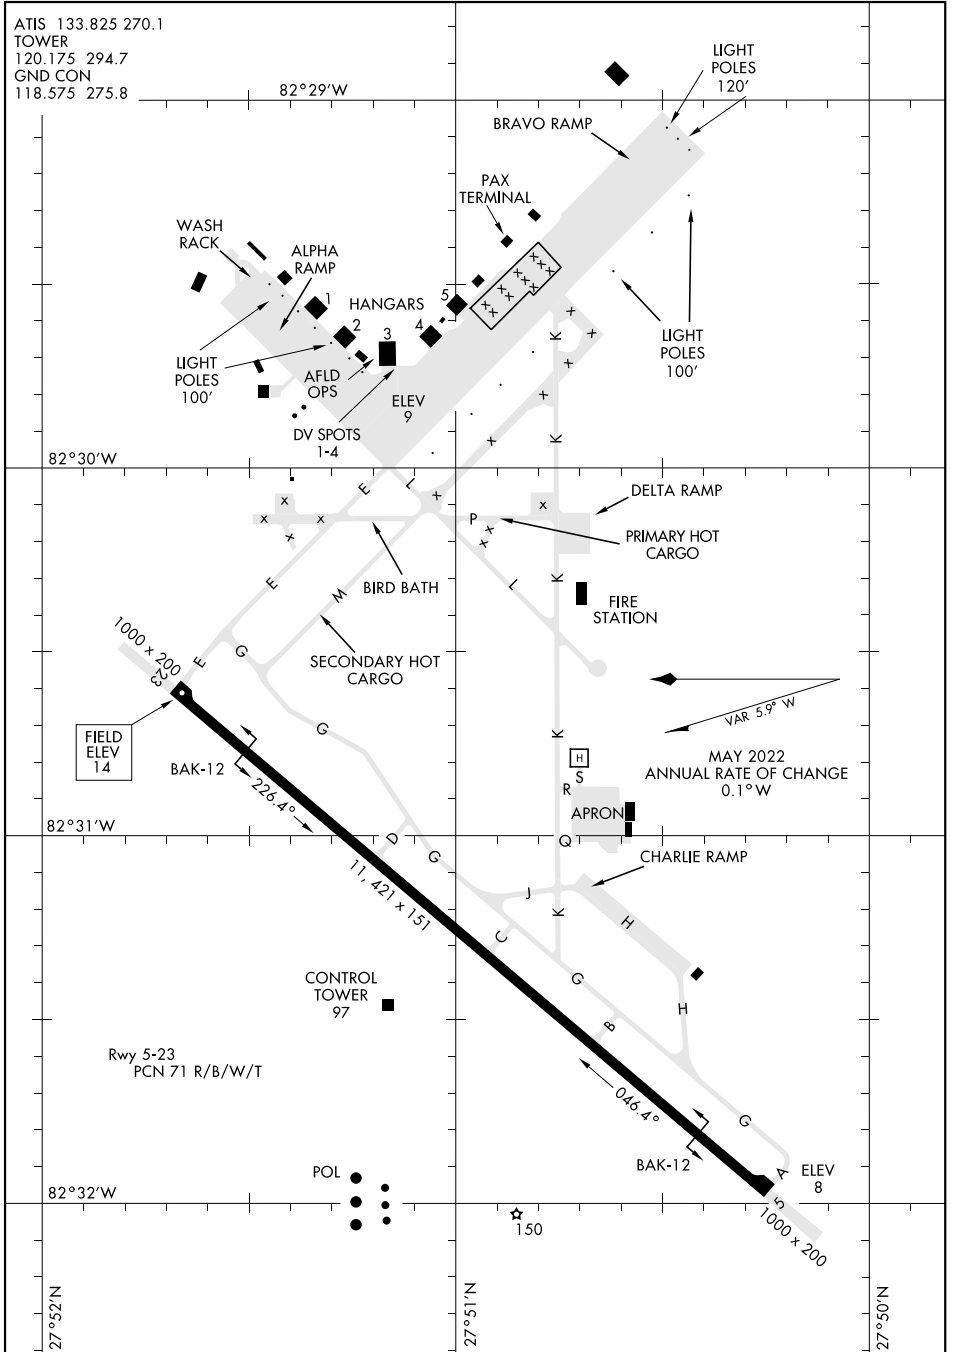 ATIS 133.825 270.1
TOWER
120.175 294.7
GND CON
118.575 275.8
82°29'W
LIGHT
POLES
120'
BRAVO RAMP
PAX
TERMINAL
WASH
RACK
ALPHA
RAMP
1
HANGARS
5
2
3
4
K
LIGHT
POLES
100'
LIGHT
POLES
100'
AFLD
OPS
ELEV
9
DV SPOTS
1-4
K
82°30'W
E
L
DELTA RAMP
x
x
x
x
x
P
PRIMARY HOT
CARGO
E
M
BIRD BATH
L
K
FIRE
STATION
1000 x 200
23
E
G
SECONDARY HOT
CARGO
VAR 5.9° W
FIELD
ELEV
14
G
K
BAK-12
226.4°
H
S
R
MAY 2022
ANNUAL RATE OF CHANGE
0.1° W
APRON
82°31'W
D
G
Q
CHARLIE RAMP
11, 421 x 151
J
K
H
C
G
CONTROL
TOWER
97
H
B
Rwy 5-23
PCN 71 R/B/W/T
046.4°
G
BAK-12
A
ELEV
8
POL
82°32'W
5
1000 x 200
150
27°52'N
27°51'N
27°50'N